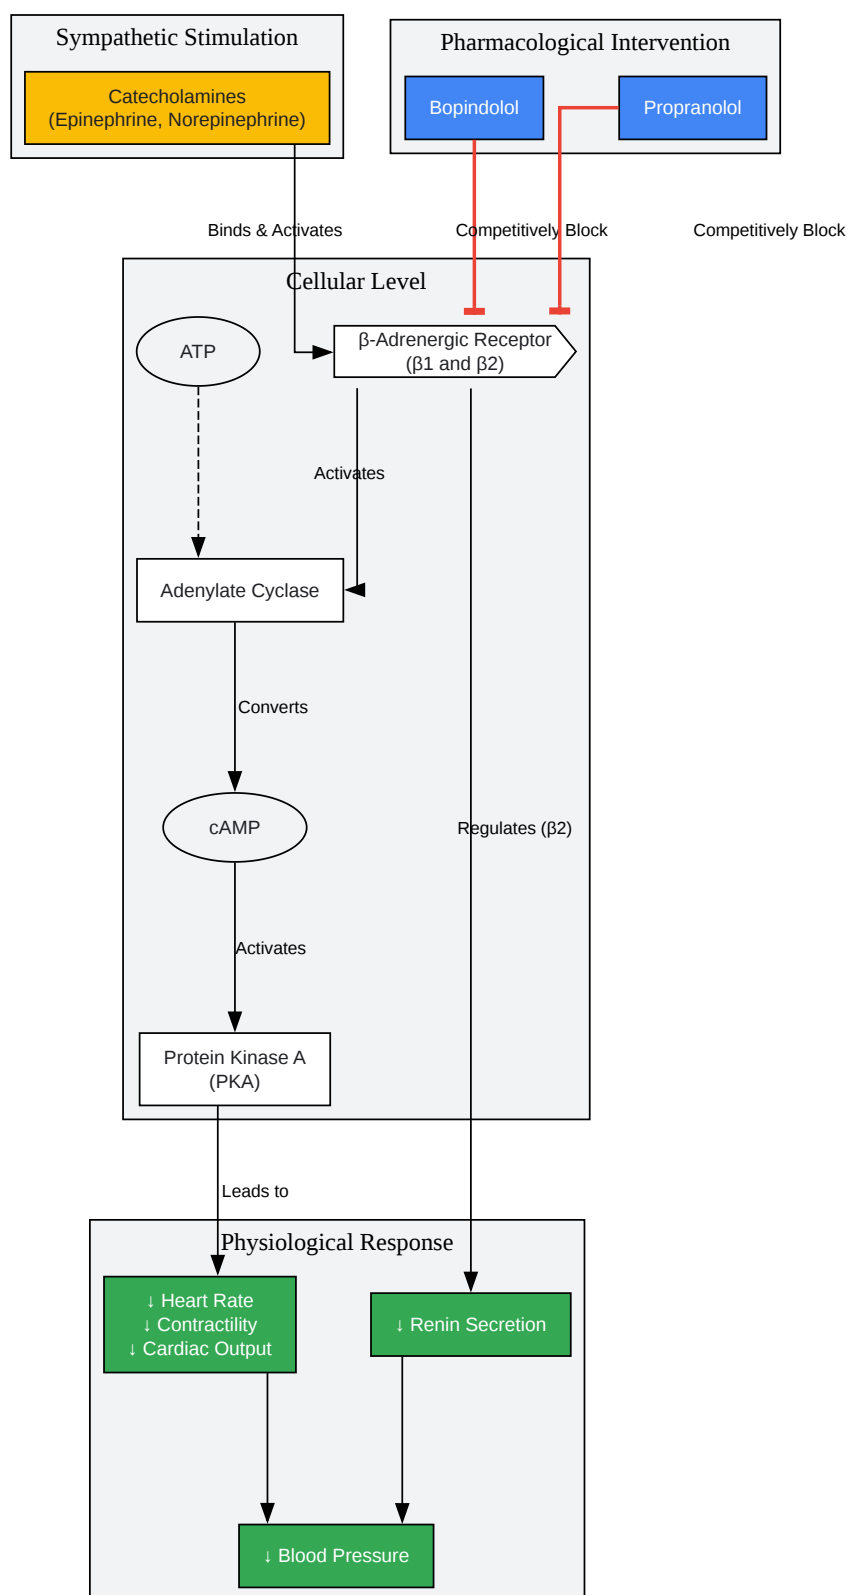 Sympathetic Stimulation
Catecholamines
(Epinephrine, Norepinephrine)
Pharmacological Intervention
Bopindolol
Propranolol
Binds & Activates
Competitively Block
Competitively Block
Cellular Level
ATP
β-Adrenergic Receptor
(β1 and β2)
Activates
Adenylate Cyclase
Converts
cAMP
Regulates (β2)
Activates
Protein Kinase A
(PKA)
Leads to
Physiological Response
↓ Heart Rate
↓ Contractility
↓ Cardiac Output
↓ Renin Secretion
↓ Blood Pressure